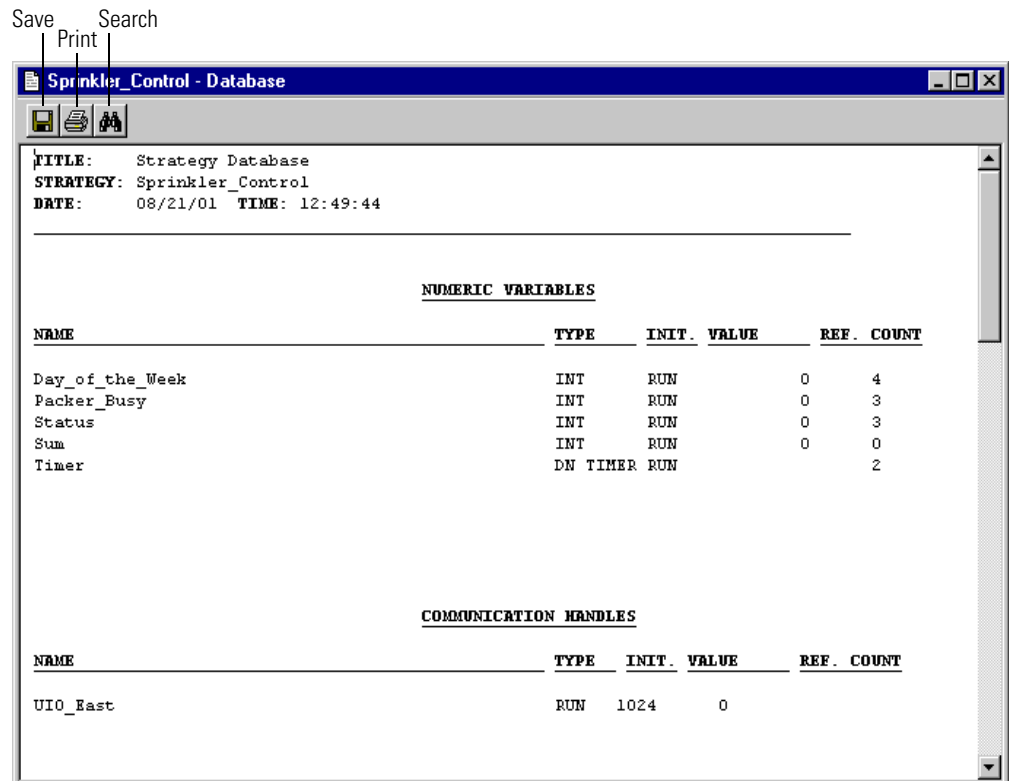 Save Search
Print
Sprinkler_Control - Database
TITLE: Strategy Database
STRATEGY: Sprinkler_Control
DATE: 08/21/01 TIME: 12:49:44
NUMERIC VARIABLES
NAME TYPE INIT. VALUE REF. COUNT
Day_of_the_Week INT RUN 0 4
Packer_Busy INT RUN 0 3
Status INT RUN 0 3
Sum INT RUN 0 0
Timer DN TIMER RUN 2
COMMUNICATION HANDLES
NAME TYPE INIT. VALUE REF. COUNT
UIO_East RUN 1024 0